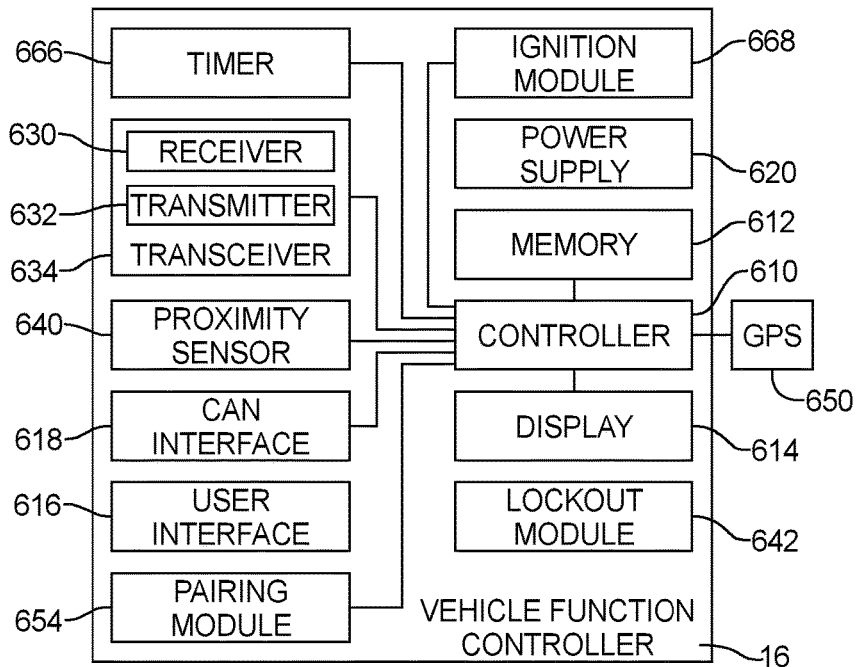 666
TIMER
630
RECEIVER
632
TRANSMITTER
634
TRANSCEIVER
640
PROXIMITY
SENSOR
618
CAN
INTERFACE
616
USER
INTERFACE
654
PAIRING
MODULE
IGNITION
MODULE
668
POWER
SUPPLY
620
MEMORY
612
610
CONTROLLER
GPS
650
DISPLAY
614
LOCKOUT
MODULE
642
VEHICLE FUNCTION
CONTROLLER
16